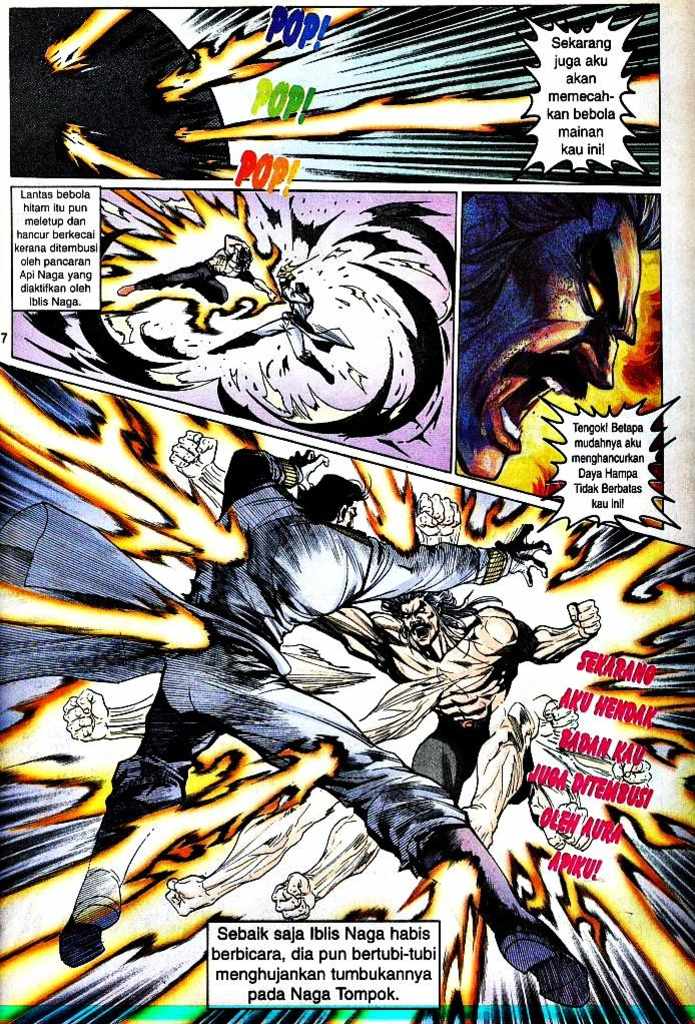 POP!
POP!
POP!
Sekarang
juga aku
akan
memecah-
kan bebola
mainan
kau ini!
Lantas bebola
hitam itu pun
meletup dan
hancur berkecai
kerana ditembusi
oleh pancaran
Api Naga yang
diaktifkan oleh
Iblis Naga.
7
Tengok! Betapa
mudahnya aku
menghancurkan
Daya Hampa
Tidak Berbatas
kau ini!
SEKARANG
AKU HENDAK
BADAN KAU
JUGA DITEMBUSI
OLEH AURA
APIKU!
Sebaik saja Iblis Naga habis
berbicara, dia pun bertubi-tubi
menghujankan tumbukannya
pada Naga Tompok.